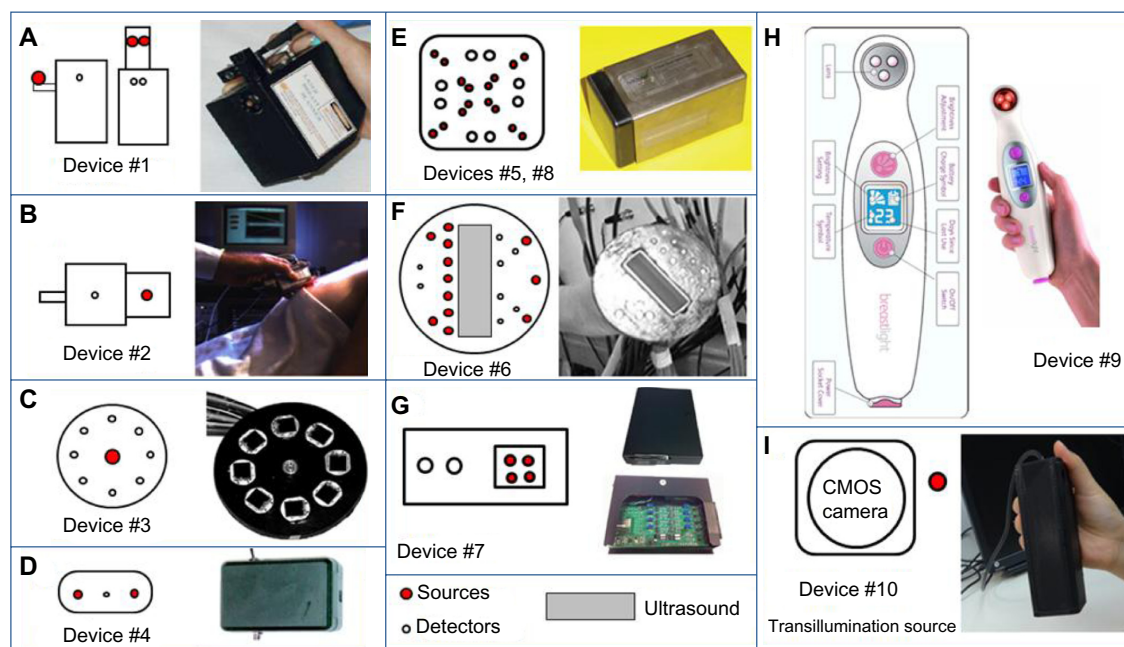 A
Device #1
B
Device #2
C
Device #3
D
Device #4
E
Devices #5, #8
F
Device #6
G
Device #7
Sources
Detectors
Ultrasound
H
Lens
Brightness
Adjustment
Brightness
Setting
Battery
Charge Symbol
Temperature
Symbol
Days Since
Last Use
On/Off
Switch
23
breastlight
Power
Socket Cover
Device #9
I
CMOS
camera
Device #10
Transillumination source